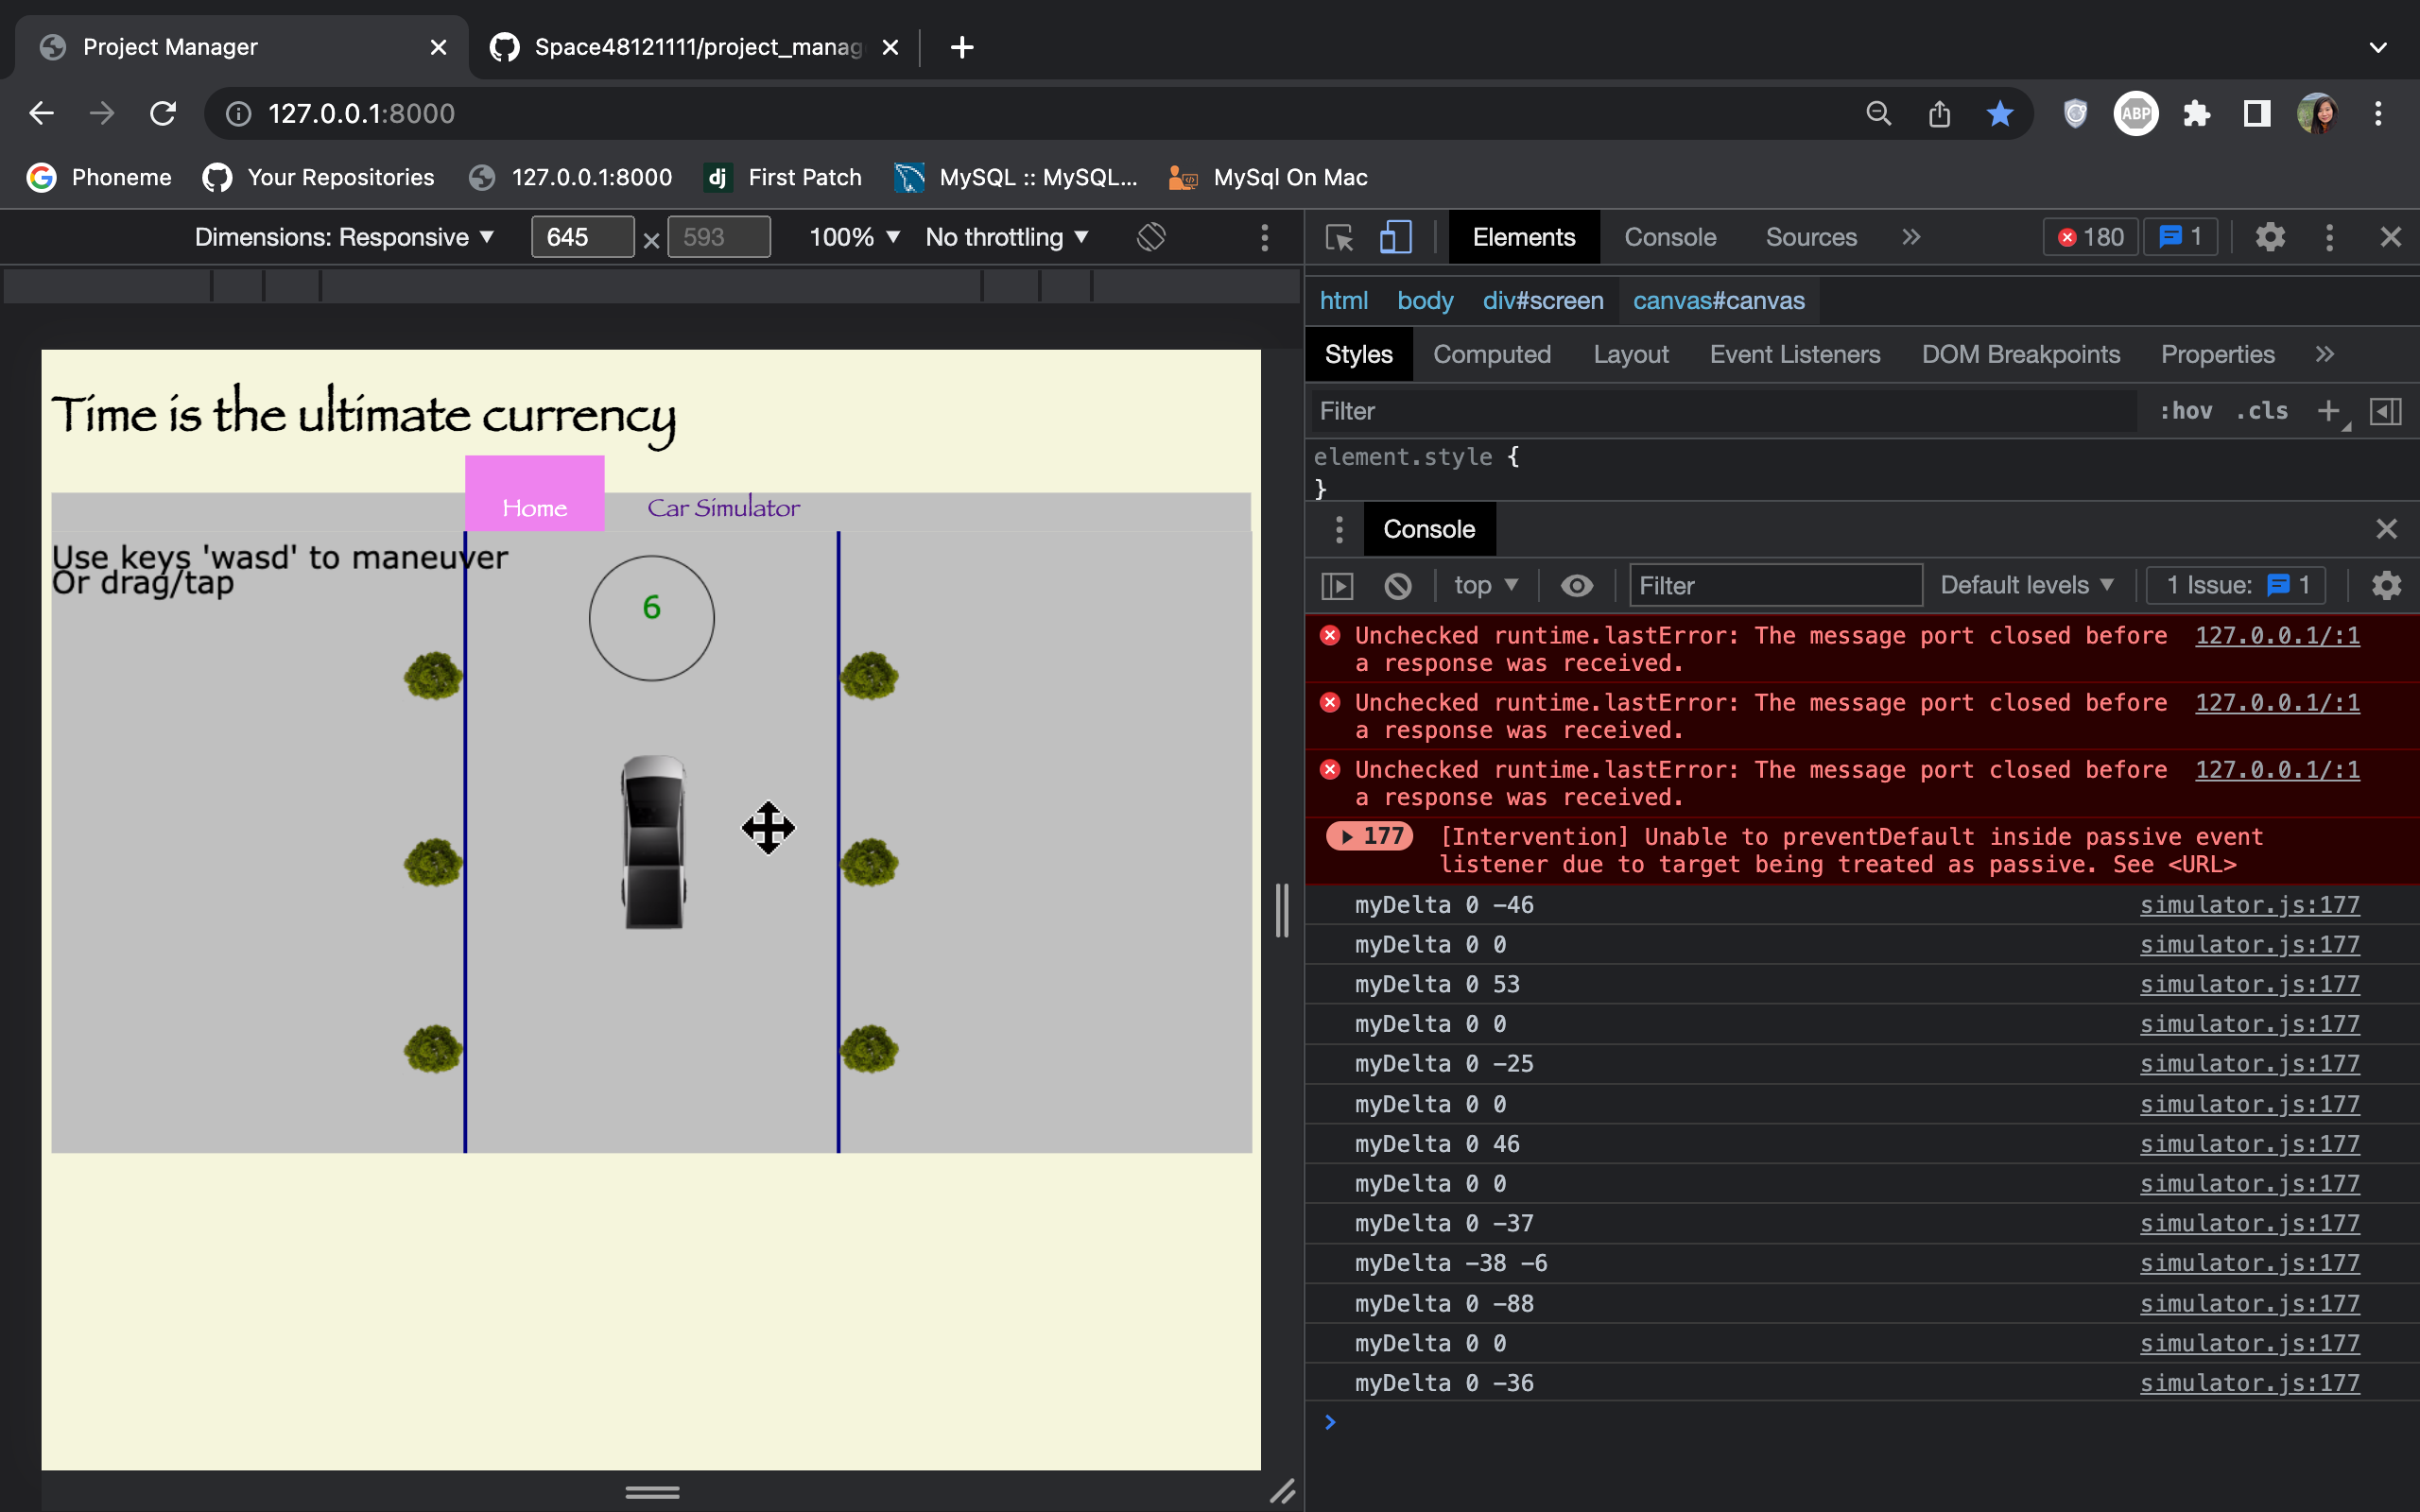 Project Manager
Space48121111/project_manag
127.0.0.1:8000
ABP
Phoneme
Your Repositories
127.0.0.1:8000
dj
First Patch
MySQL :: MySQL...
MySql On Mac
Dimensions: Responsive
645
593
100%
No throttling
Elements
Console
Sources
180
1
html
body
div#screen
canvas#canvas
Styles
Computed
Layout
Event Listeners
DOM Breakpoints
Properties
Filter
:hov
.cls
element.style {
}
Time is the ultimate currency
Home
Car Simulator
Use keys 'wasd' to maneuver
Or drag/tap
6
Console
top
Filter
Default levels
1 Issue:
1
Unchecked runtime.lastError: The message port closed before 127.0.0.1/:1
a response was received.
Unchecked runtime.lastError: The message port closed before 127.0.0.1/:1
a response was received.
Unchecked runtime.lastError: The message port closed before 127.0.0.1/:1
a response was received.
177 [Intervention] Unable to preventDefault inside passive event
listener due to target being treated as passive. See <URL>
myDelta 0 -46 simulator.js:177
myDelta 0 0 simulator.js:177
myDelta 0 53 simulator.js:177
myDelta 0 0 simulator.js:177
myDelta 0 -25 simulator.js:177
myDelta 0 0 simulator.js:177
myDelta 0 46 simulator.js:177
myDelta 0 0 simulator.js:177
myDelta 0 -37 simulator.js:177
myDelta -38 -6 simulator.js:177
myDelta 0 -88 simulator.js:177
myDelta 0 0 simulator.js:177
myDelta 0 -36 simulator.js:177